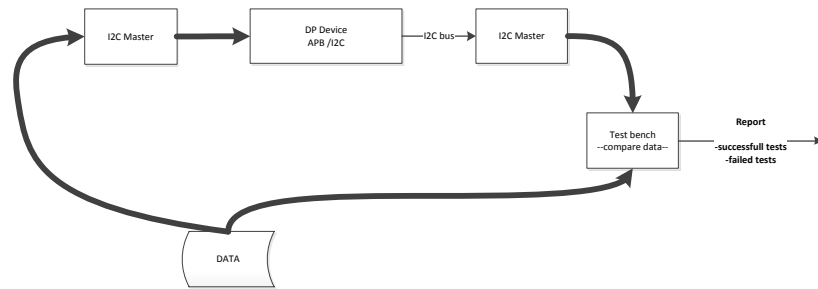 I2C Master
DP Device
APB /I2C
I2C bus
I2C Master
Test bench
--compare data--
Report
-successfull tests
-failed tests
DATA